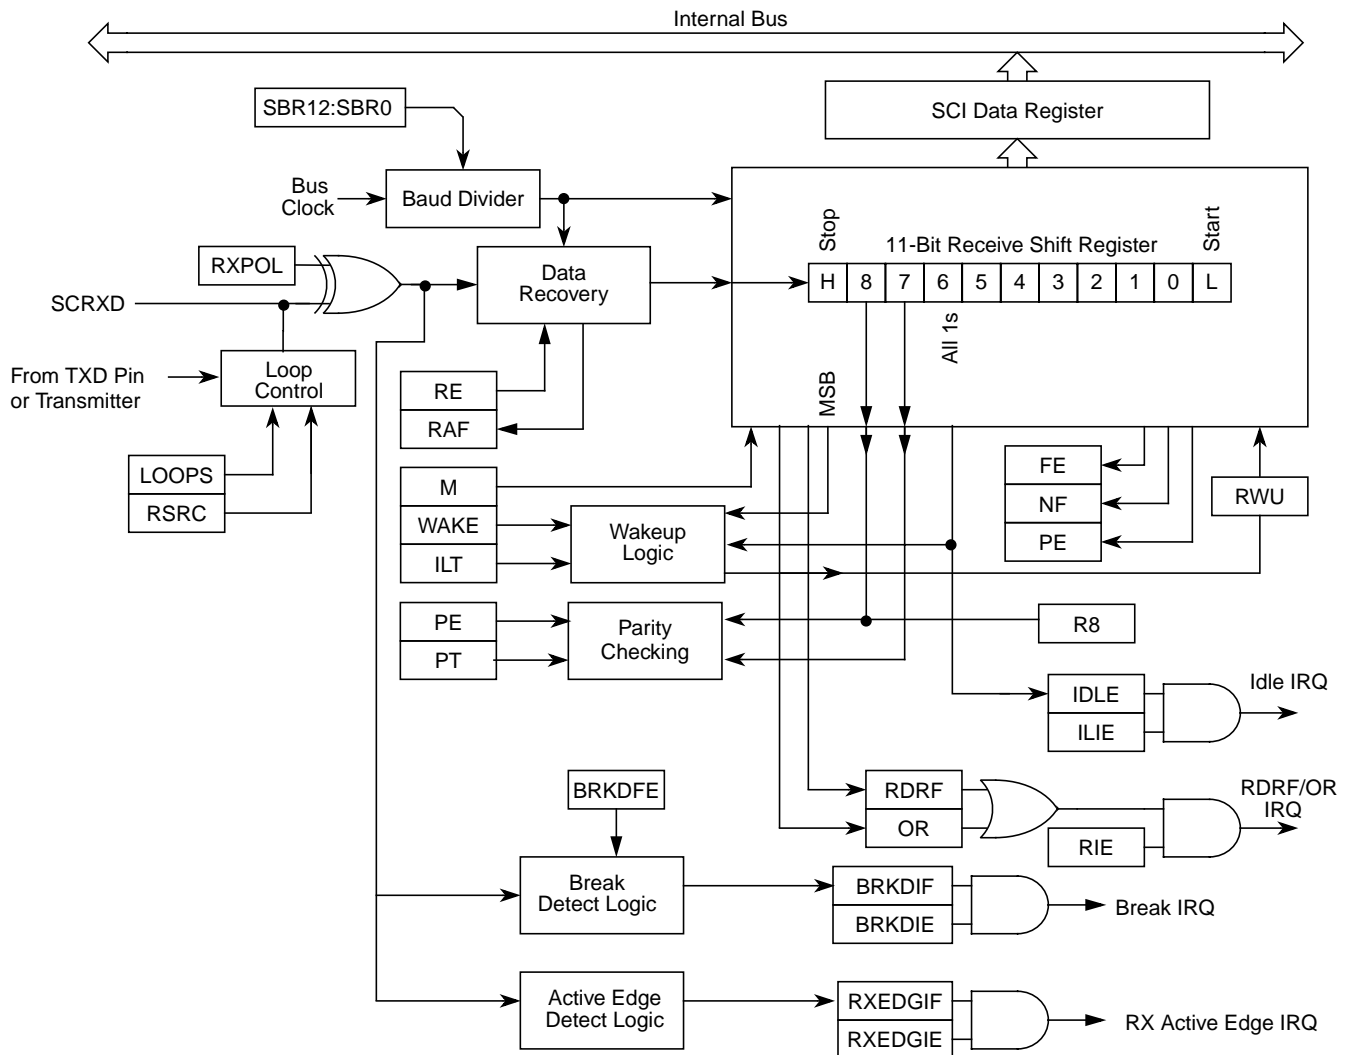 Internal Bus
SBR12:SBR0
SCI Data Register
Bus
Clock
Baud Divider
Stop
11-Bit Receive Shift Register
Start
RXPOL
Data
Recovery
H 8 7 6 5 4 3 2 1 0 L
SCRXD
All 1s
From TXD Pin
or Transmitter
Loop
Control
RE
RAF
MSB
LOOPS
RSRC
M
WAKE
ILT
Wakeup
Logic
FE
NF
PE
RWU
PE
PT
Parity
Checking
R8
IDLE
ILIE
Idle IRQ
BRKDFE
RDRF
OR
RIE
RDRF/OR
IRQ
Break
Detect Logic
BRKDIF
BRKDIE
Break IRQ
Active Edge
Detect Logic
RXEDGIF
RXEDGIE
RX Active Edge IRQ